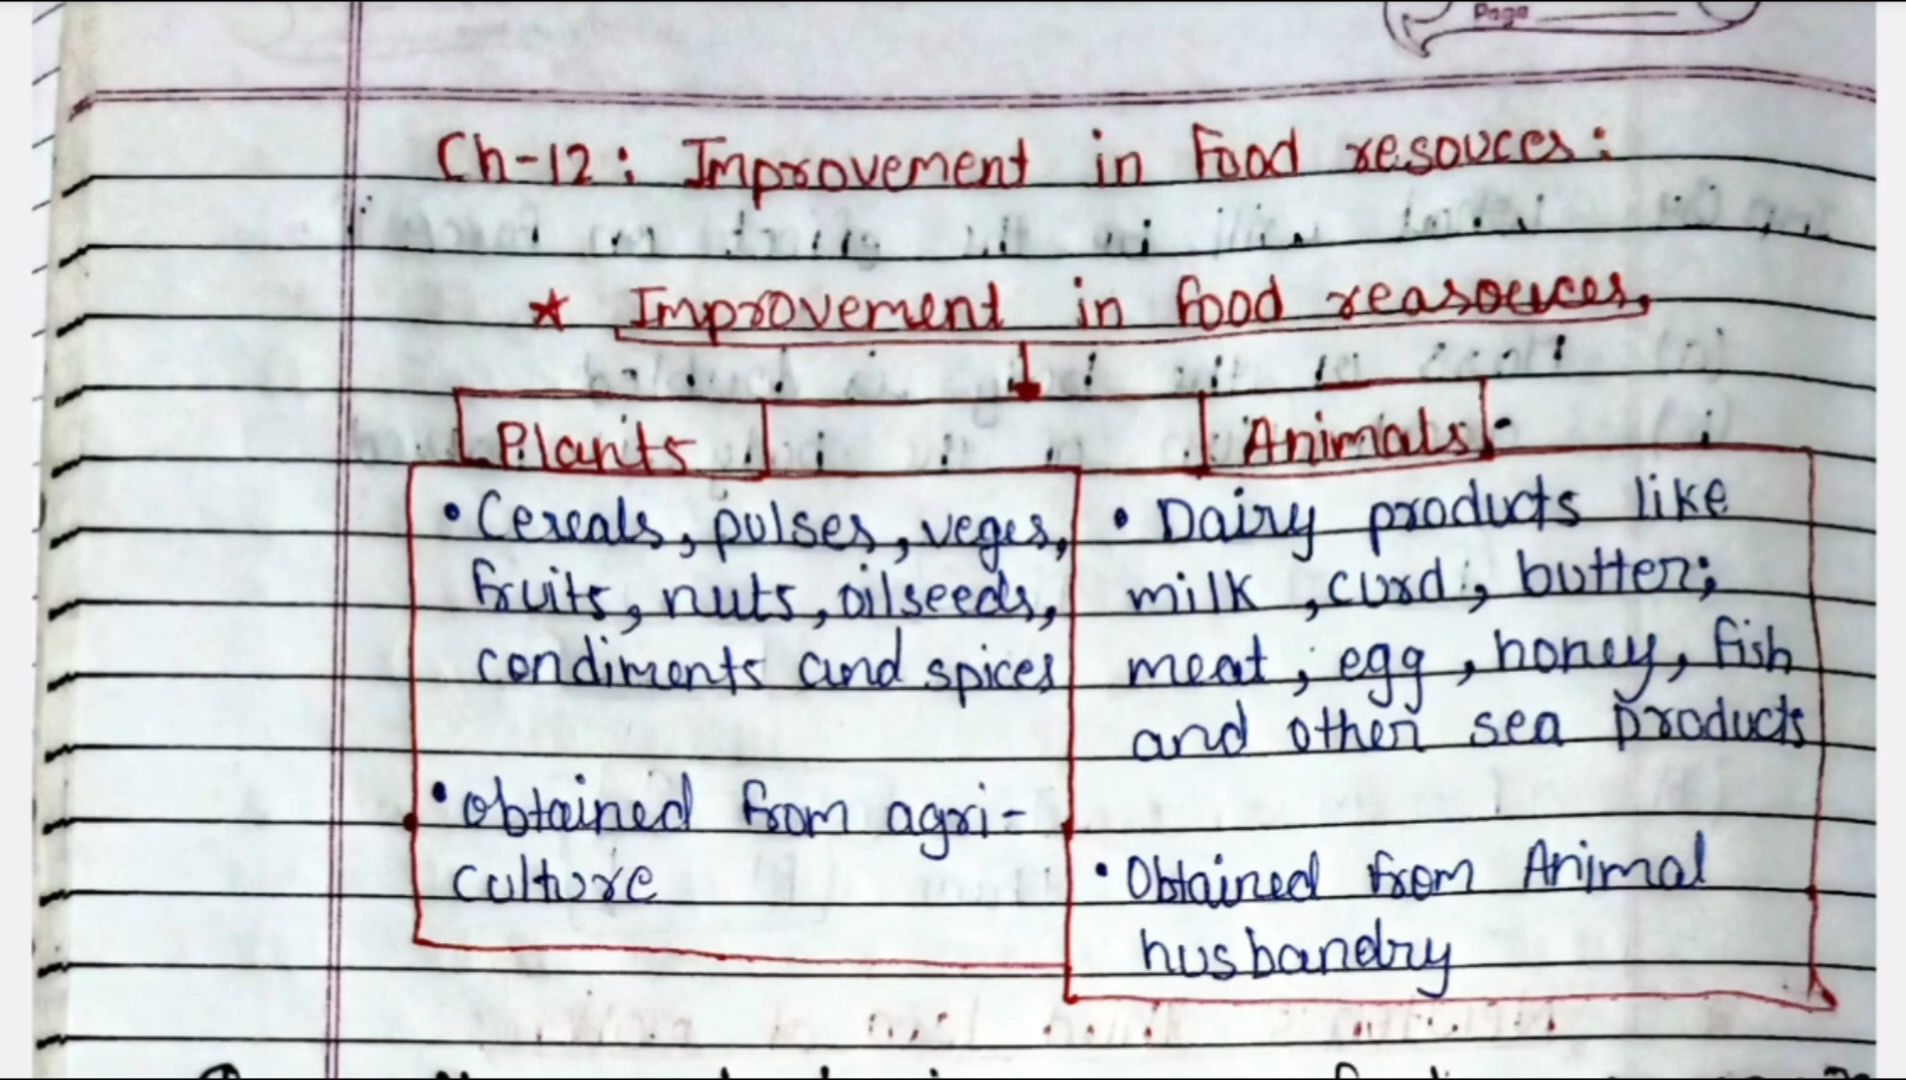 Page
Ch-12: Improvement in Food resouces:
★ Improvement in food reasources,
Plants
Animals:
• Cereals, pulses, veges,
fruits, nuts, oilseeds,
condiments and spices
• obtained from agri-
culture
• Dairy products like
milk, curd, butter;
meat, egg, honey, fish
and other sea products
• Obtained from Animal
husbandry